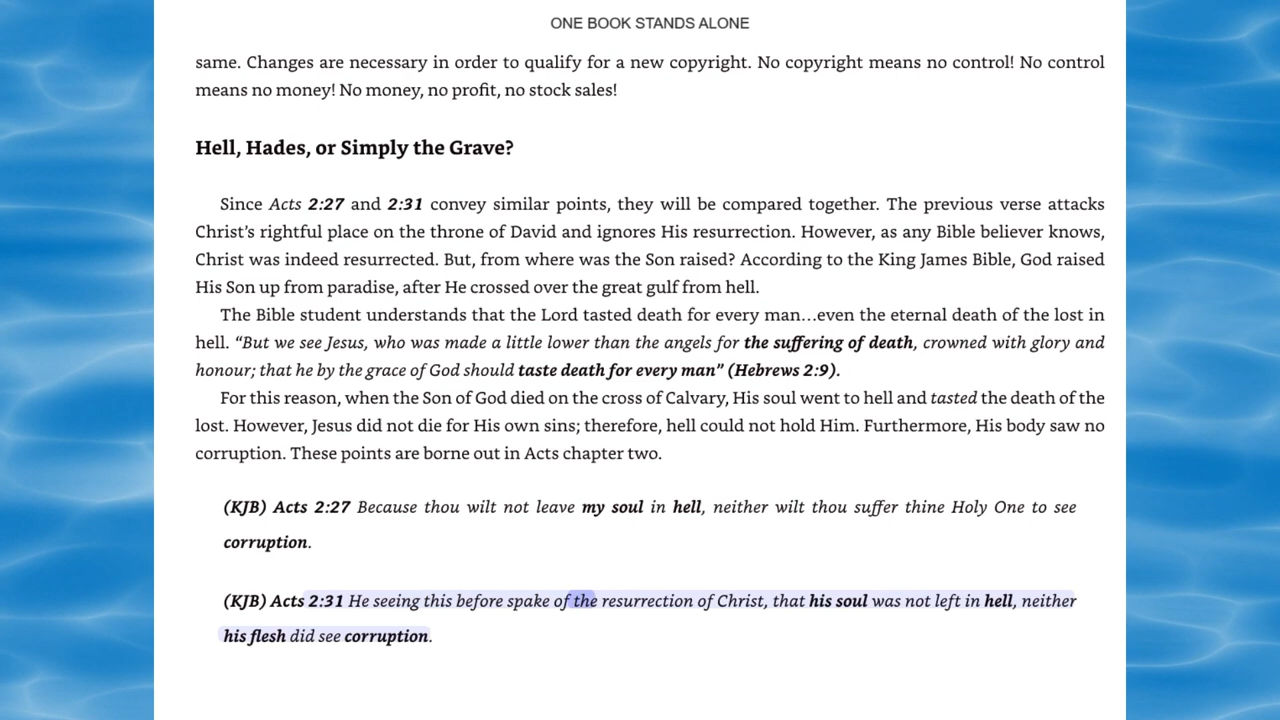 ONE BOOK STANDS ALONE
same. Changes are necessary in order to qualify for a new copyright. No copyright means no control! No control
means no money! No money, no profit, no stock sales!
Hell, Hades, or Simply the Grave?
Since Acts 2:27 and 2:31 convey similar points, they will be compared together. The previous verse attacks
Christ’s rightful place on the throne of David and ignores His resurrection. However, as any Bible believer knows,
Christ was indeed resurrected. But, from where was the Son raised? According to the King James Bible, God raised
His Son up from paradise, after He crossed over the great gulf from hell.
The Bible student understands that the Lord tasted death for every man…even the eternal death of the lost in
hell. “But we see Jesus, who was made a little lower than the angels for the suffering of death, crowned with glory and
honour; that he by the grace of God should taste death for every man” (Hebrews 2:9).
For this reason, when the Son of God died on the cross of Calvary, His soul went to hell and tasted the death of the
lost. However, Jesus did not die for His own sins; therefore, hell could not hold Him. Furthermore, His body saw no
corruption. These points are borne out in Acts chapter two.
(KJB) Acts 2:27 Because thou wilt not leave my soul in hell, neither wilt thou suffer thine Holy One to see
corruption.
(KJB) Acts 2:31 He seeing this before spake of the resurrection of Christ, that his soul was not left in hell, neither
his flesh did see corruption.